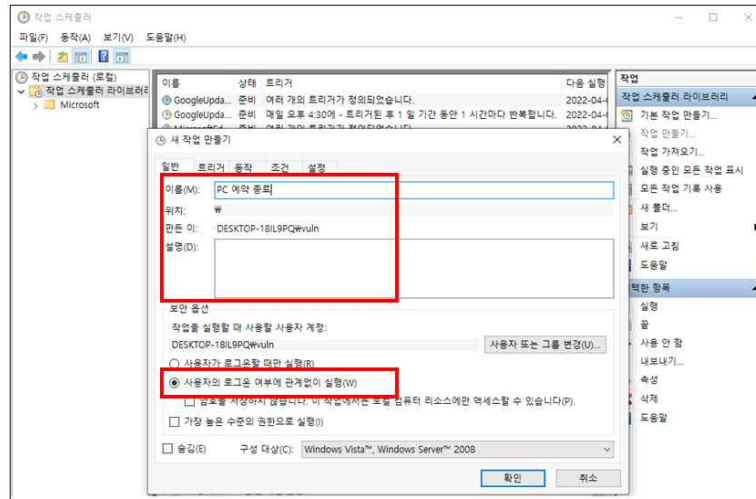 작업 스케줄러
파일(F) 동작(A) 보기(V) 도움말(H)
작업 스케줄러 (로컬)
작업 스케줄러 라이브러리
Microsoft
이름 상태 트리거 다음 실행
GoogleUpda... 준비 여러 개의 트리거가 정의되었습니다. 2022-04-
GoogleUpda... 준비 매일 오후 4:30에 - 트리거된 후 1 일 기간 동안 1 시간마다 반복합니다. 2022-04-
새 작업 만들기
일반 트리거 동작 조건 설정
이름(M): PC 예약 종료
위치: ₩
만든 이: DESKTOP-18IL9PQ₩vuln
설명(D):
보안 옵션
작업을 실행할 때 사용할 사용자 계정:
DESKTOP-18IL9PQ₩vuln 사용자 또는 그룹 변경(U)...
사용자가 로그온할 때만 실행(R)
사용자의 로그온 여부에 관계없이 실행(W)
암호를 저장하지 않습니다. 이 작업에서는 로컬 컴퓨터 리소스에만 액세스할 수 있습니다(P).
가장 높은 수준의 권한으로 실행(I)
숨김(E) 구성 대상(C): Windows Vista™, Windows Server™ 2008
확인 취소
작업
작업 스케줄러 라이브러리
기본 작업 만들기...
작업 만들기...
작업 가져오기...
실행 중인 모든 작업 표시
모든 작업 기록 사용
새 폴더...
보기
새로 고침
도움말
택한 항목
실행
끝
사용 안 함
내보내기...
속성
삭제
도움말